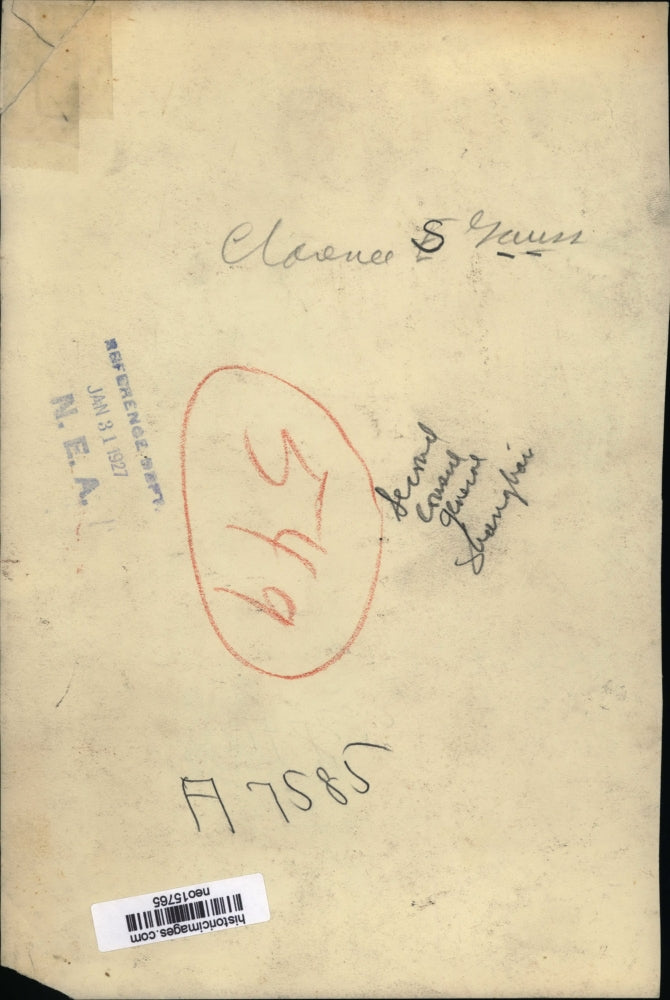 Clarence S Gauss
REFERENCE DEPT.
JAN 31 1927
N. E. A.
549
Second
Consul
General
Shanghai
A 7585
historicimages.com
neo15765